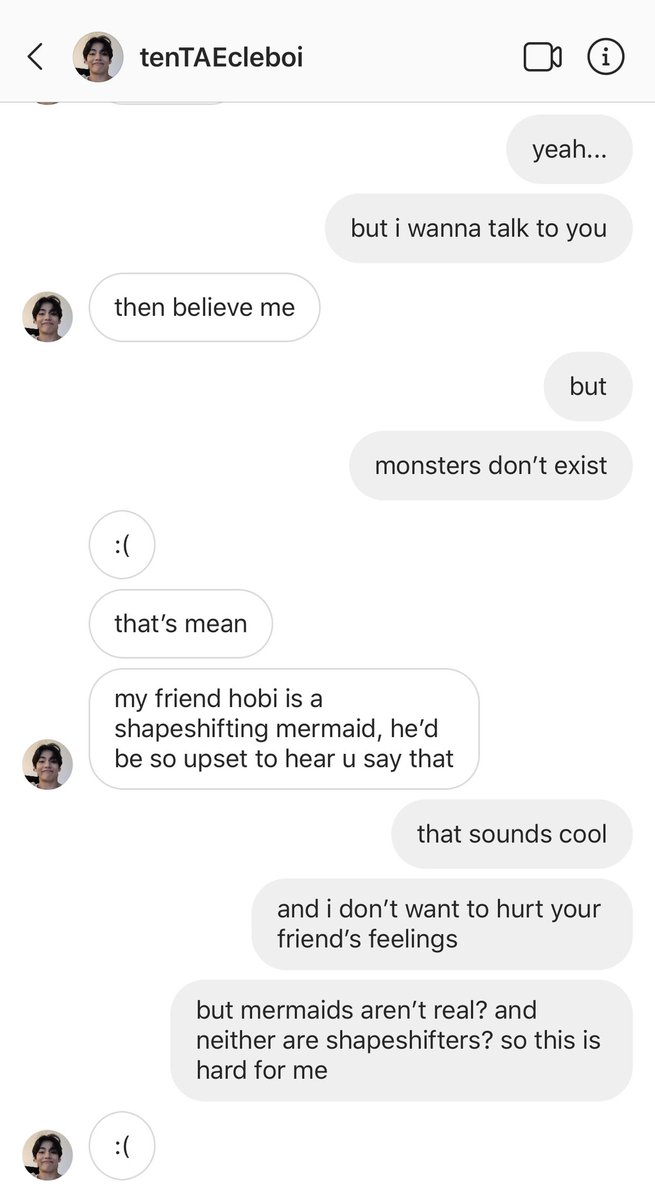 tenTAEcleboi
yeah...
but i wanna talk to you
then believe me
but
monsters don’t exist
:(
that’s mean
my friend hobi is a
shapeshifting mermaid, he’d
be so upset to hear u say that
that sounds cool
and i don’t want to hurt your
friend’s feelings
but mermaids aren’t real? and
neither are shapeshifters? so this is
hard for me
:(